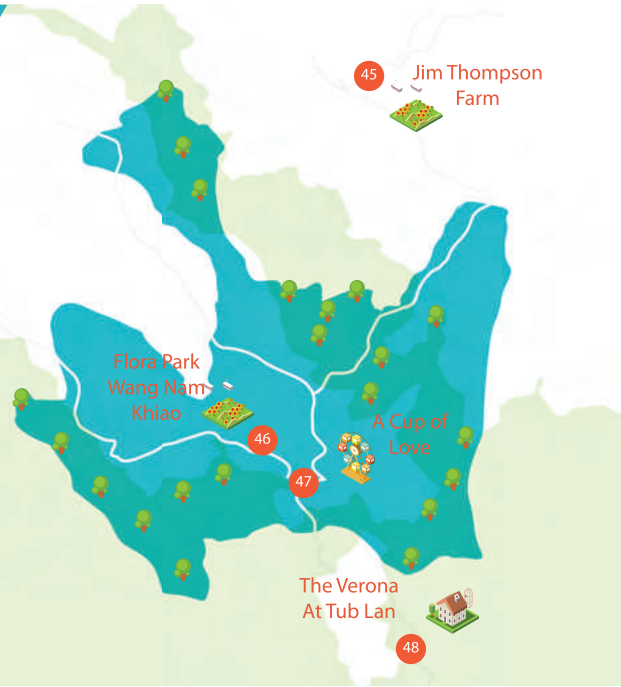 45
Jim Thompson
Farm
Flora Park
Wang Nam
Khiao
46
A Cup of
Love
47
The Verona
At Tub Lan
48